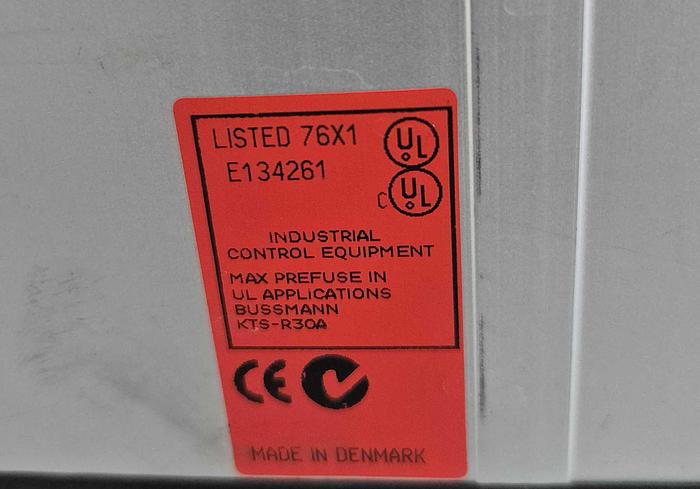 LISTED 76X1
E134261
UL
C UL
INDUSTRIAL
CONTROL EQUIPMENT
MAX PREFUSE IN
UL APPLICATIONS
BUSSMANN
KTS-R30A
CE
MADE IN DENMARK